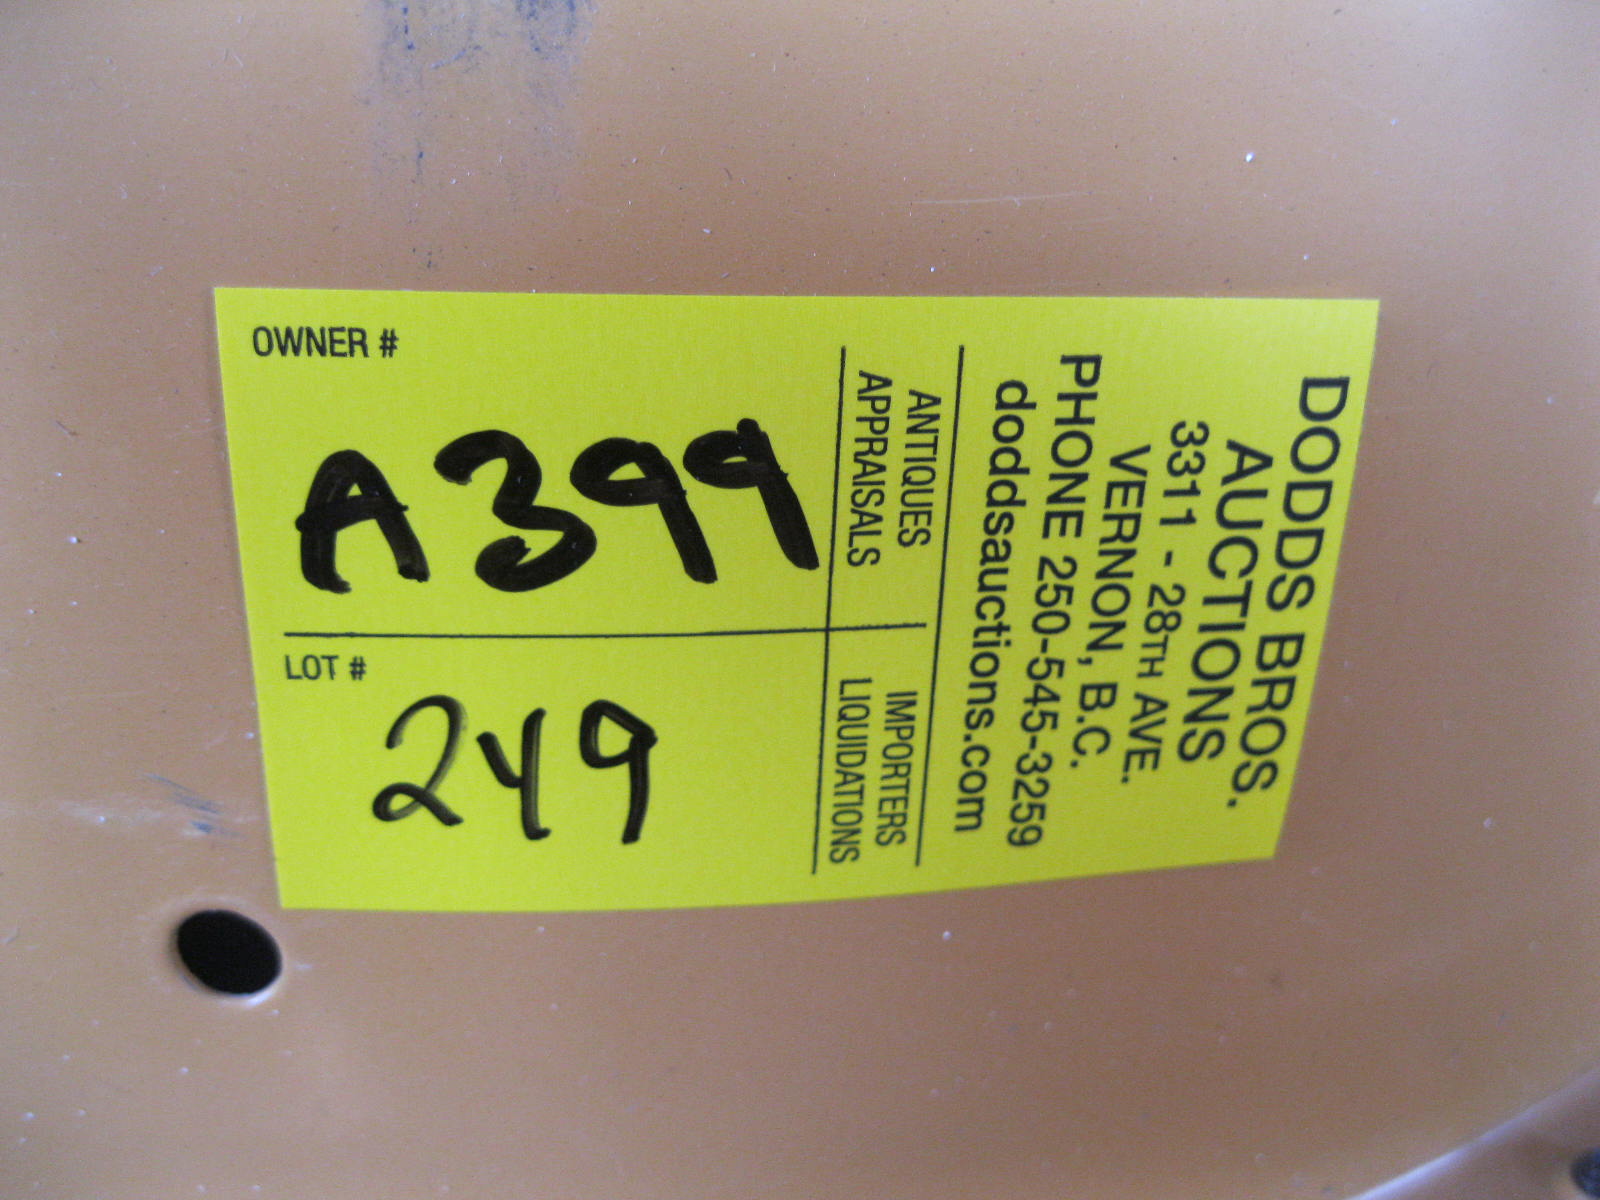 DODDS BROS.
AUCTIONS
3311 - 28TH AVE.
VERNON, B.C.
PHONE 250-545-3259
doddsauctions.com
ANTIQUES
APPRAISALS
IMPORTERS
LIQUIDATIONS
OWNER #
A399
LOT #
249